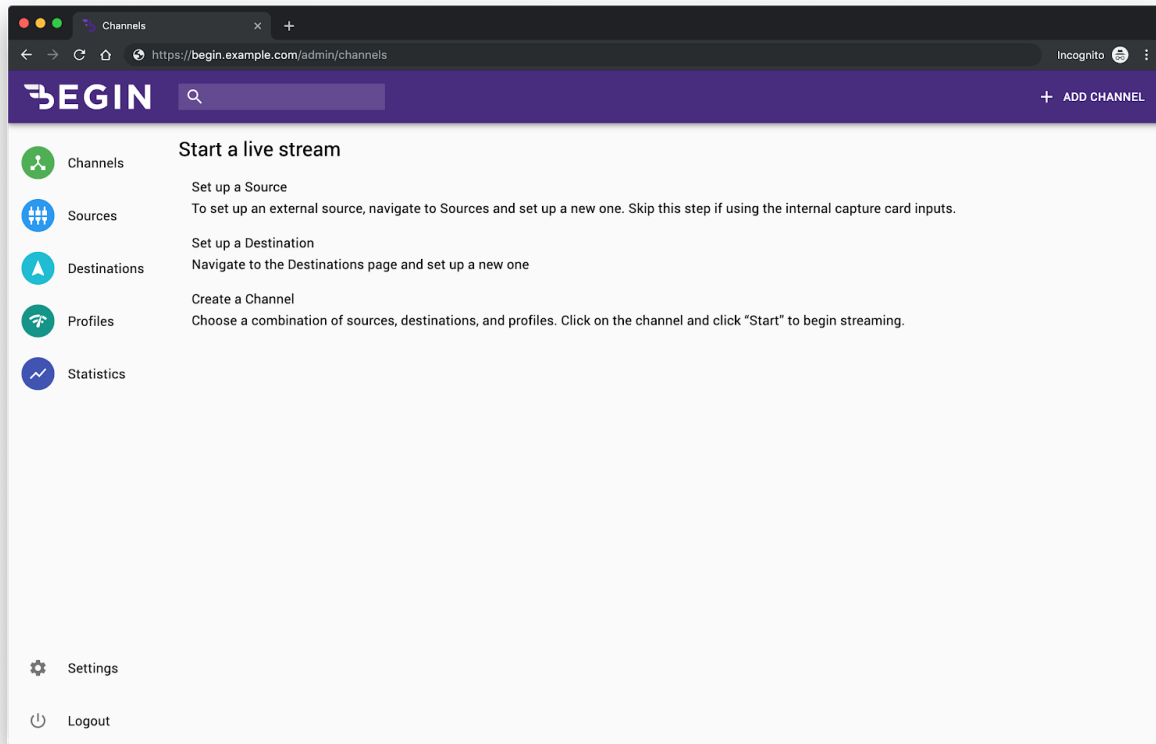 Channels
https://begin.example.com/admin/channels
Incognito
BEGIN
ADD CHANNEL
Channels
Sources
Destinations
Profiles
Statistics
Settings
Logout
Start a live stream
Set up a Source
To set up an external source, navigate to Sources and set up a new one. Skip this step if using the internal capture card inputs.
Set up a Destination
Navigate to the Destinations page and set up a new one
Create a Channel
Choose a combination of sources, destinations, and profiles. Click on the channel and click “Start” to begin streaming.